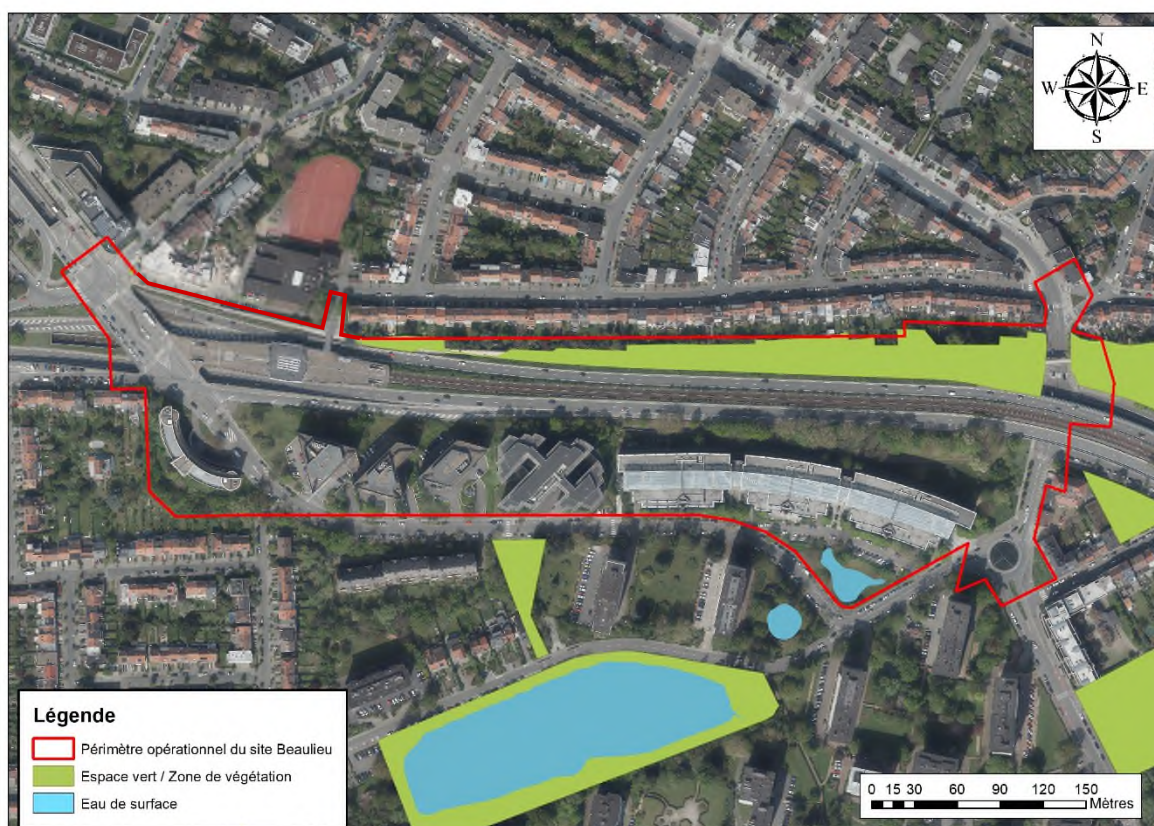 N
W E
S
Légende
Périmètre opérationnel du site Beaulieu
Espace vert / Zone de végétation
Eau de surface
0 15 30 60 90 120 150
Mètres